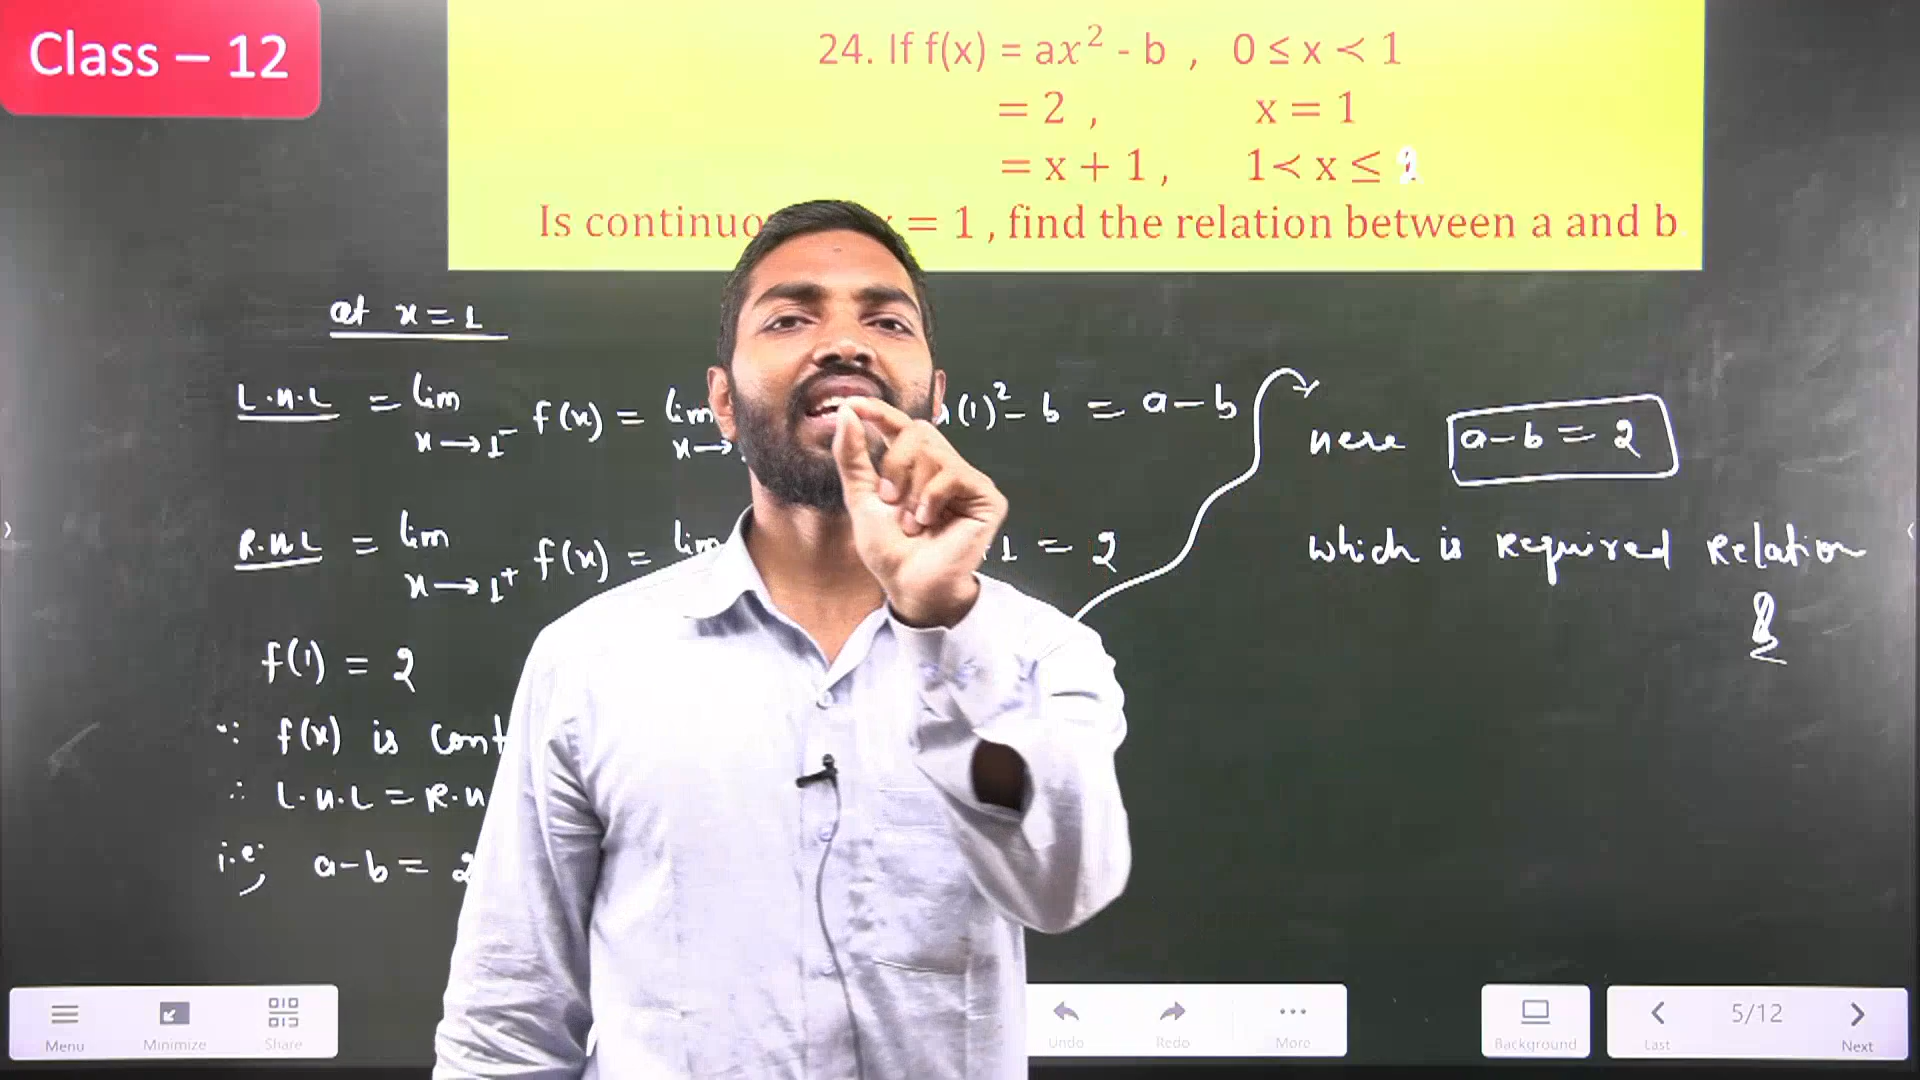 Class – 12
24. If f(x) = ax² - b , 0 ≤ x < 1
= 2 , x = 1
= x + 1 , 1 < x ≤ 2
Is = 1 , find the relation between a and b
at x = 1
L.H.L = lim x→1⁻ f(x) = lim x→ (1)² - b = a - b
R.H.L = lim x→1⁺ f(x) = lim 1 = 2
f(1) = 2
∵ f(x) is
∴ L.H.L =
i.e; a - b = 2
here a - b = 2
which is required Relation
Menu
Minimize
Share
Undo
Redo
More
Background
Last
5/12
Next